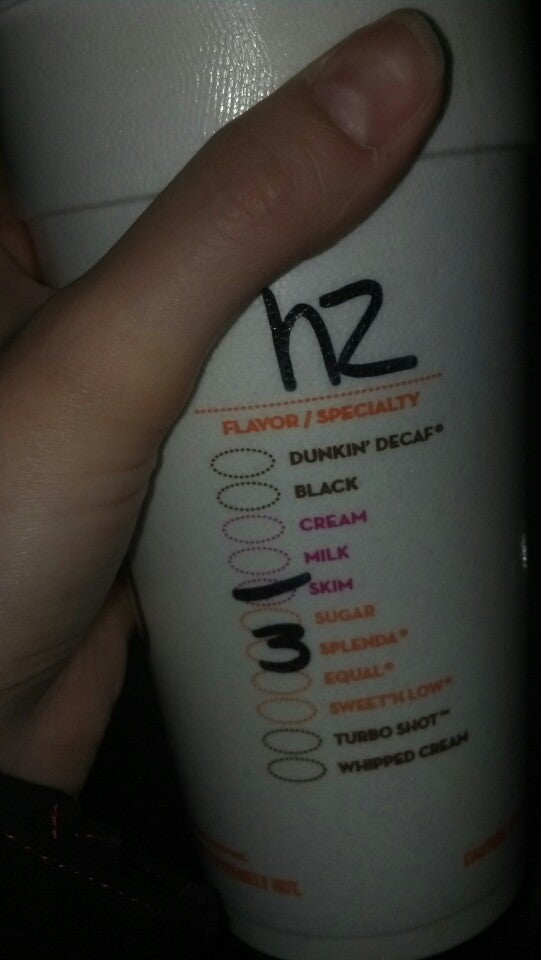 hz
FLAVOR / SPECIALTY
DUNKIN' DECAF®
BLACK
CREAM
MILK
SKIM
SUGAR
3 SPLENDA®
EQUAL®
SWEET'N LOW®
TURBO SHOT™
WHIPPED CREAM
HOT.